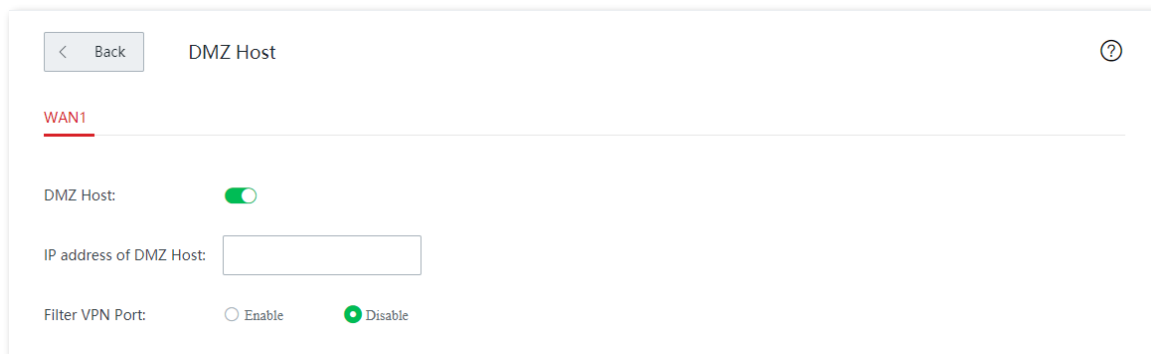 Back DMZ Host
WAN1
DMZ Host:
IP address of DMZ Host:
Filter VPN Port: Enable Disable